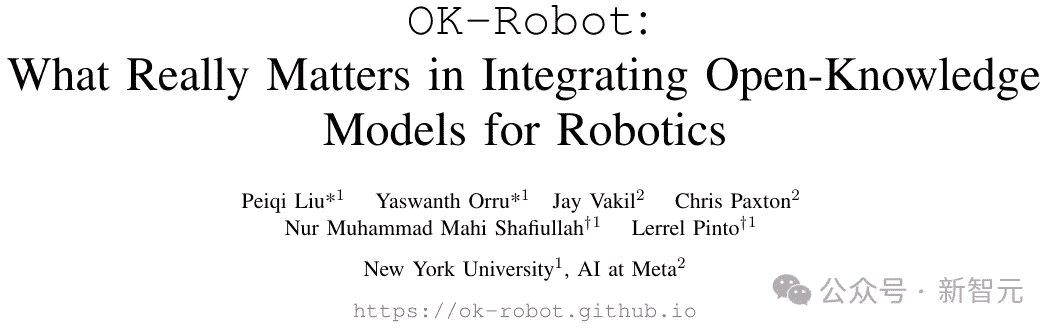 OK-Robot:
What Really Matters in Integrating Open-Knowledge
Models for Robotics
Peiqi Liu*1 Yaswanth Orru*1 Jay Vakil2 Chris Paxton2
Nur Muhammad Mahi Shafiullah†1 Lerrel Pinto†1
New York University1, AI at Meta2
公众号 · 新智元
https://ok-robot.github.io